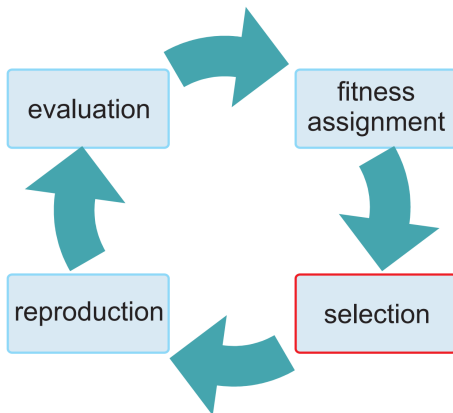 evaluation
fitness
assignment
reproduction
selection